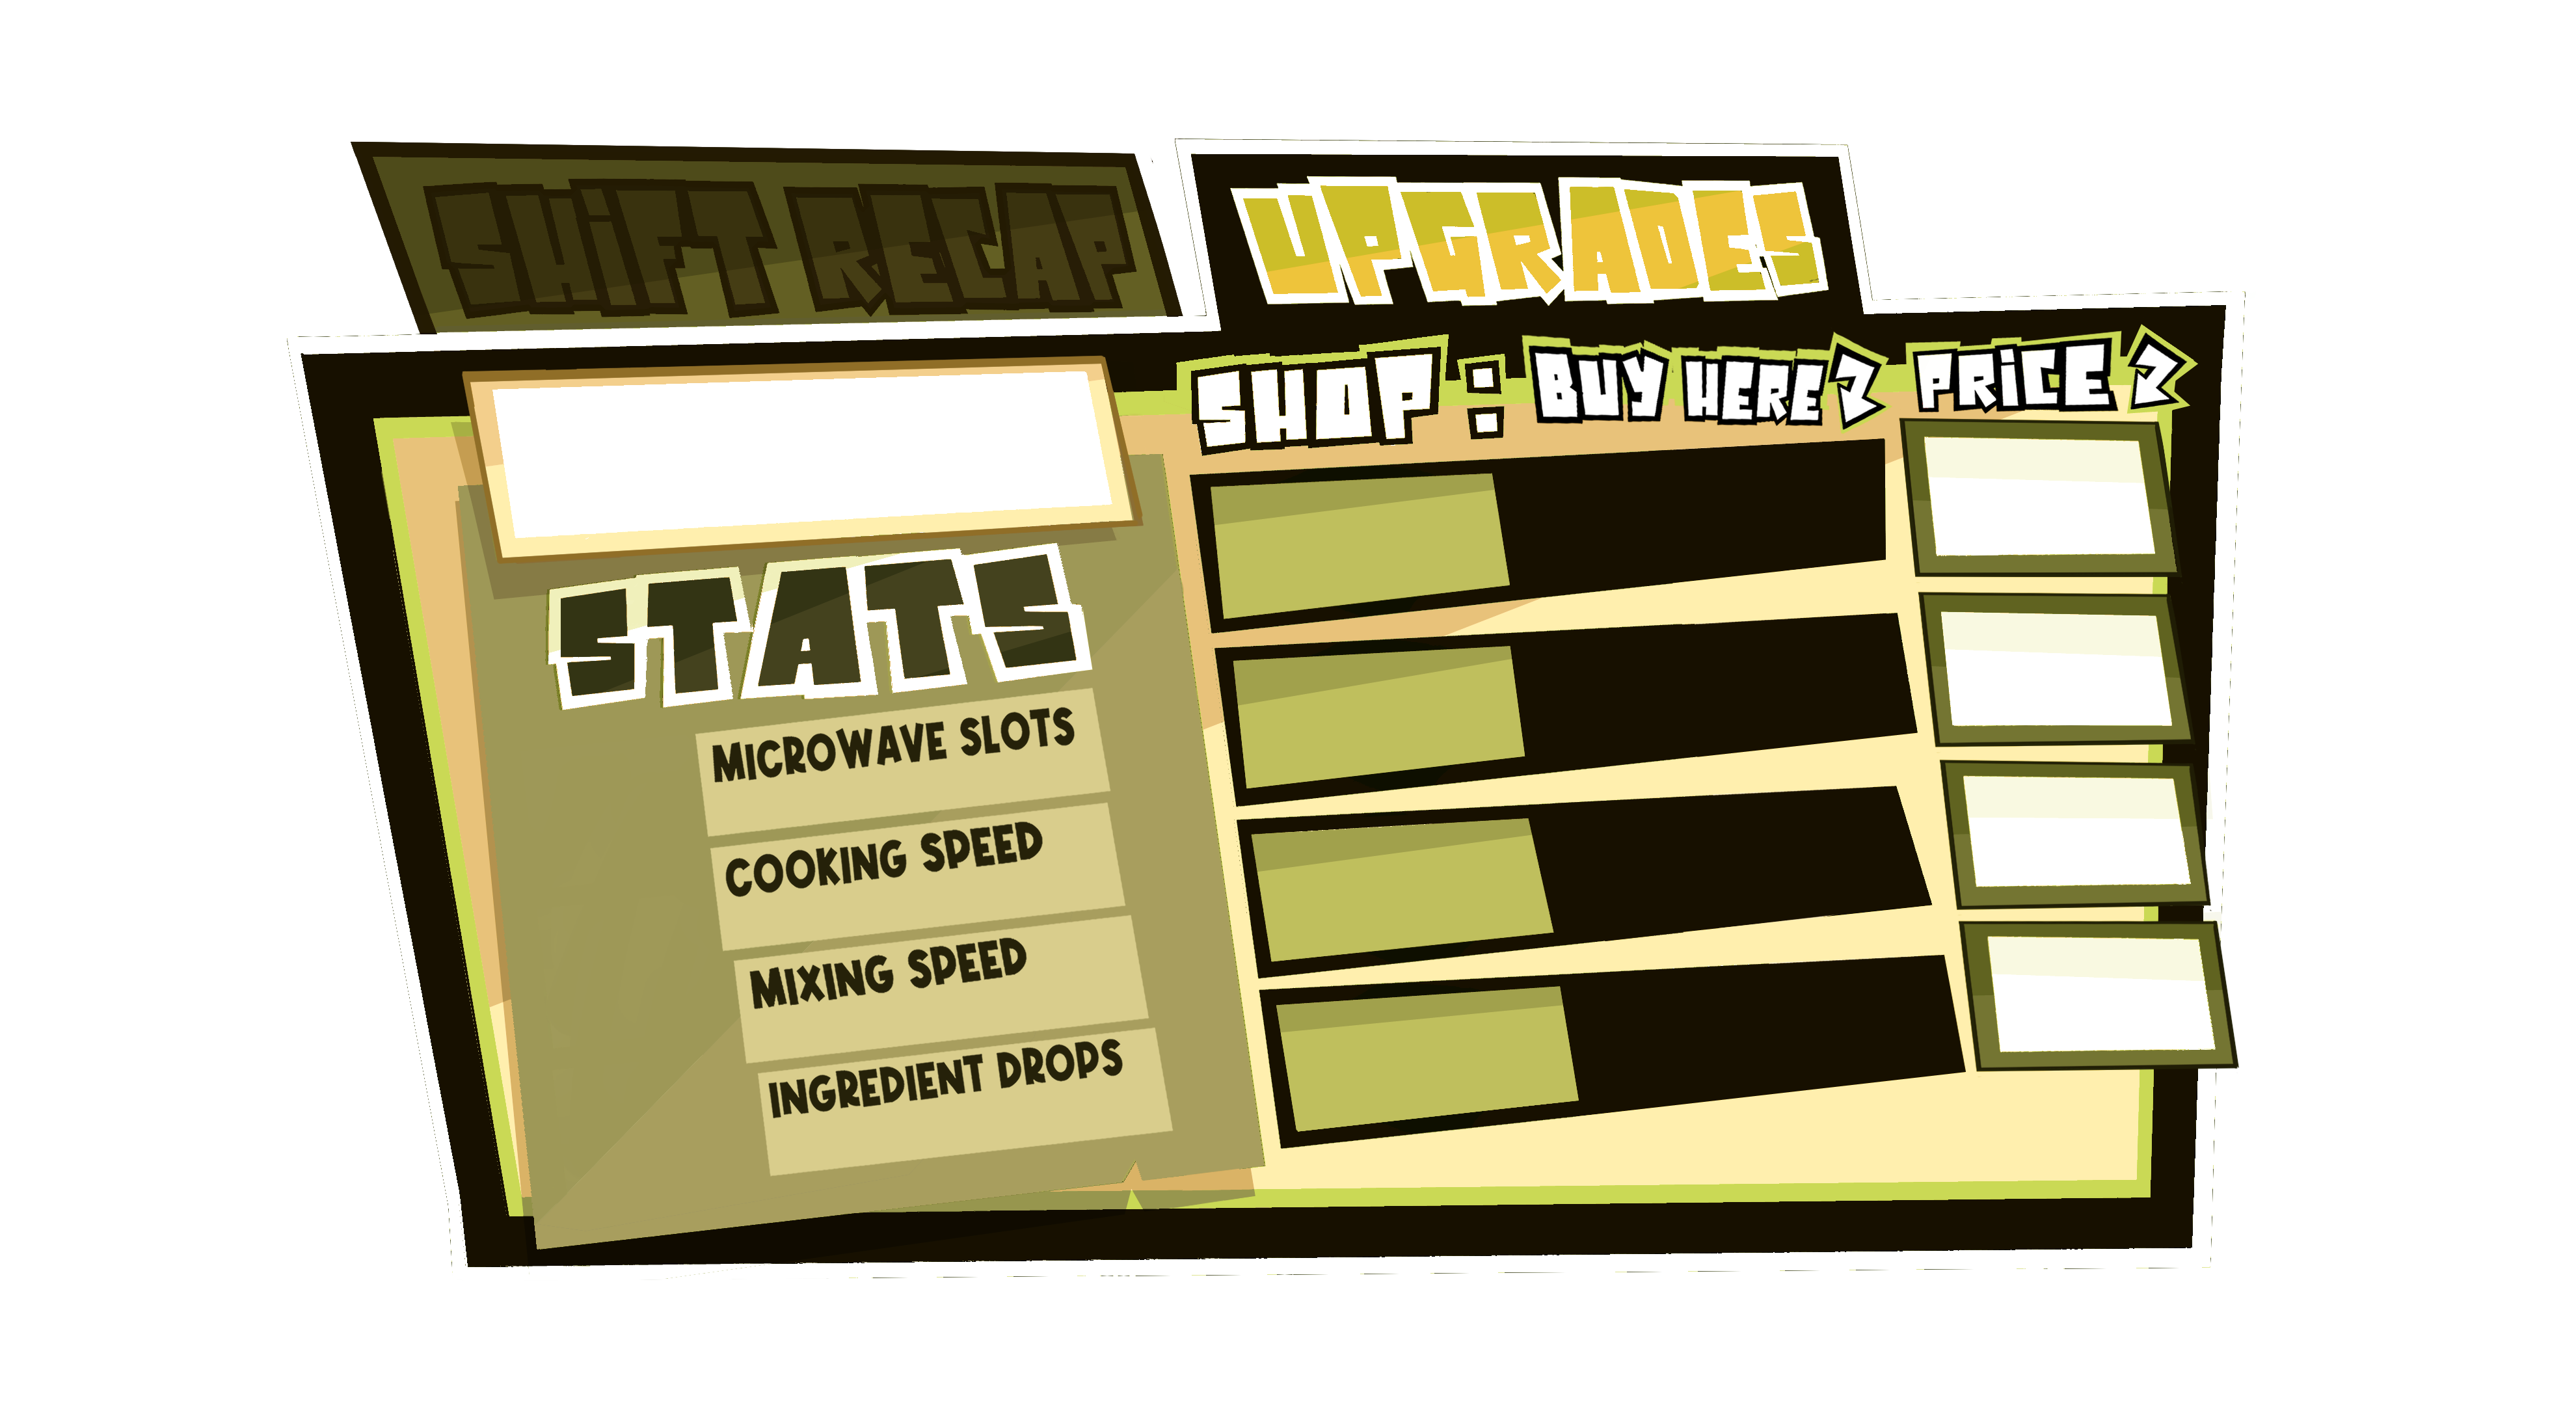 SHiFT RECAP
UPGRADES
SHOP : BUY HERE PRiCE
STATS
MICROWAVE SLOTS
COOKING SPEED
MIXING SPEED
INGREDIENT DROPS